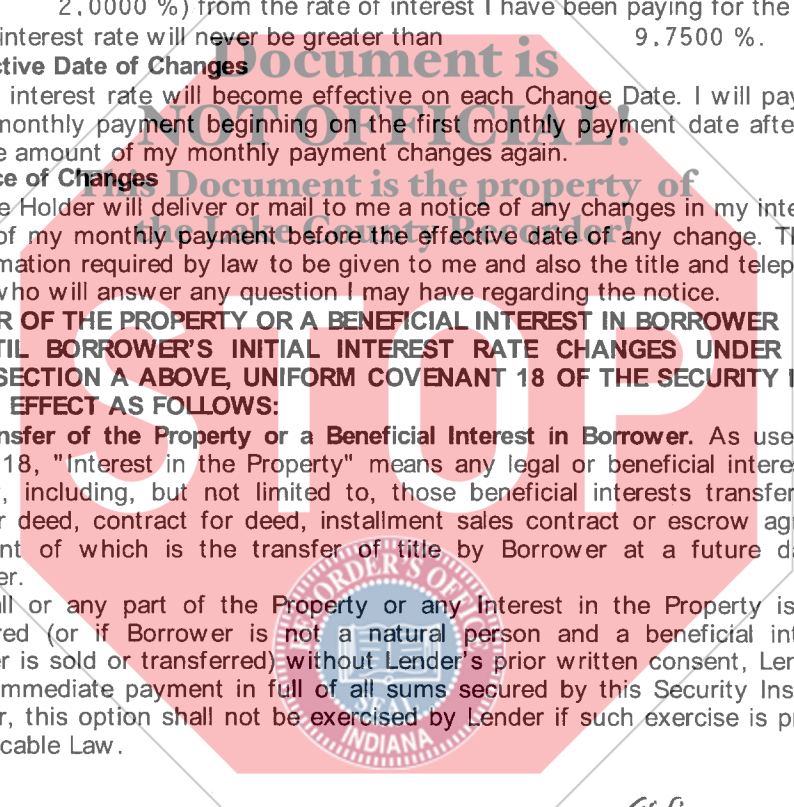 2.0000 %) from the rate of interest I have been paying for the
interest rate will never be greater than 9.7500 %.
ctive Date of Changes
interest rate will become effective on each Change Date. I will pay
monthly payment beginning on the first monthly payment date after
e amount of my monthly payment changes again.
ce of Changes
e Holder will deliver or mail to me a notice of any changes in my inte
of my monthly payment before the effective date of any change. Th
mation required by law to be given to me and also the title and telep
who will answer any question I may have regarding the notice.
R OF THE PROPERTY OR A BENEFICIAL INTEREST IN BORROWER
TIL BORROWER'S INITIAL INTEREST RATE CHANGES UNDER
SECTION A ABOVE, UNIFORM COVENANT 18 OF THE SECURITY I
EFFECT AS FOLLOWS:
nsfer of the Property or a Beneficial Interest in Borrower. As use
18, "Interest in the Property" means any legal or beneficial intere
, including, but not limited to, those beneficial interests transfer
r deed, contract for deed, installment sales contract or escrow agr
nt of which is the transfer of title by Borrower at a future da
er.
ll or any part of the Property or any Interest in the Property is
red (or if Borrower is not a natural person and a beneficial int
r is sold or transferred) without Lender's prior written consent, Len
immediate payment in full of all sums secured by this Security Ins
r, this option shall not be exercised by Lender if such exercise is pr
cable Law.
Document is
NOT OFFICIAL!
This Document is the property of
the Lake County Recorder!
STOP
RECORDER'S OFFICE
SEAL
INDIANA